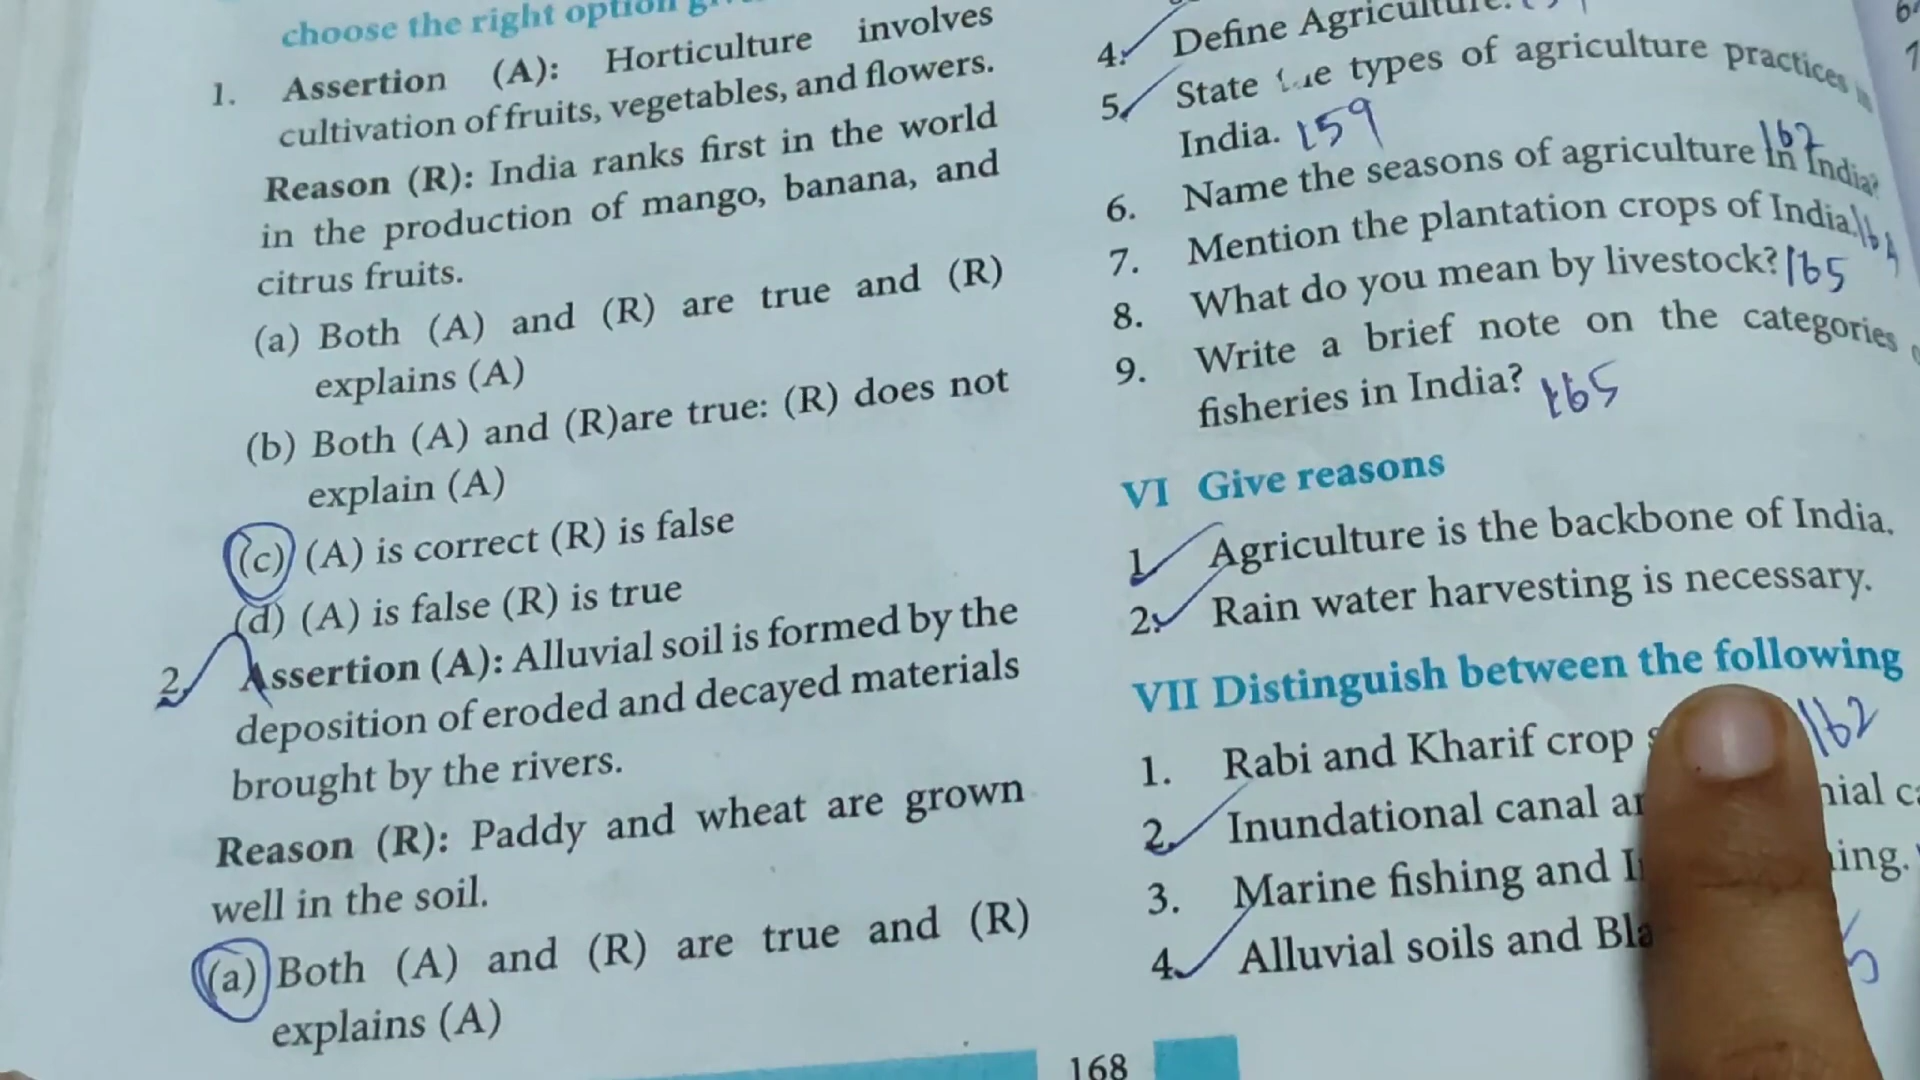 choose the right option
1. Assertion (A): Horticulture involves
cultivation of fruits, vegetables, and flowers.
Reason (R): India ranks first in the world
in the production of mango, banana, and
citrus fruits.
(a) Both (A) and (R) are true and (R)
explains (A)
(b) Both (A) and (R)are true: (R) does not
explain (A)
(c) (A) is correct (R) is false
(d) (A) is false (R) is true
2. Assertion (A): Alluvial soil is formed by the
deposition of eroded and decayed materials
brought by the rivers.
Reason (R): Paddy and wheat are grown
well in the soil.
(a) Both (A) and (R) are true and (R)
explains (A)
4. Define Agriculture.
5. State types of agriculture practices in
India. 159
6. Name the seasons of agriculture in India? 162
7. Mention the plantation crops of India. 164
8. What do you mean by livestock? 165
9. Write a brief note on the categories
fisheries in India? 165
VI Give reasons
1. Agriculture is the backbone of India.
2. Rain water harvesting is necessary.
VII Distinguish between the following
1. Rabi and Kharif crop 162
2. Inundational canal
3. Marine fishing and
4. Alluvial soils and
168